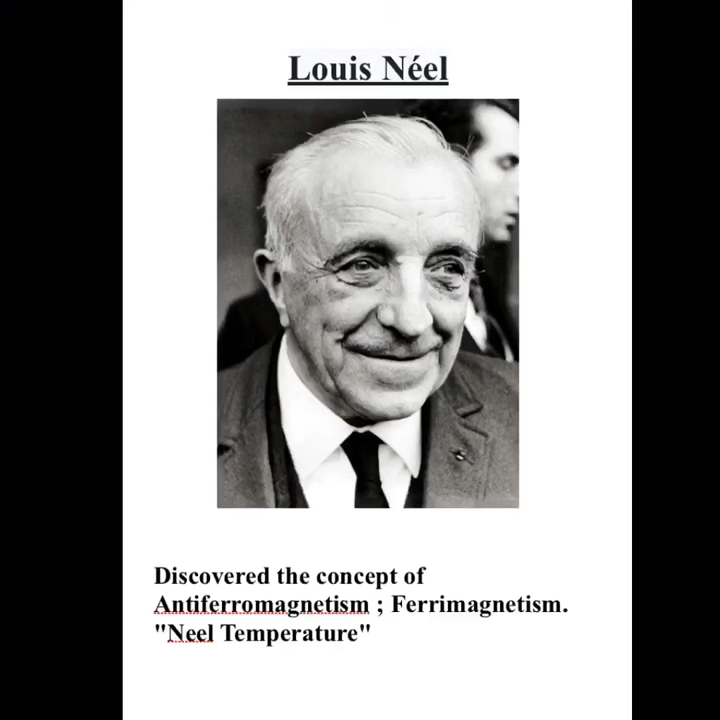 Louis Néel
Discovered the concept of
Antiferromagnetism ; Ferrimagnetism.
"Neel Temperature"